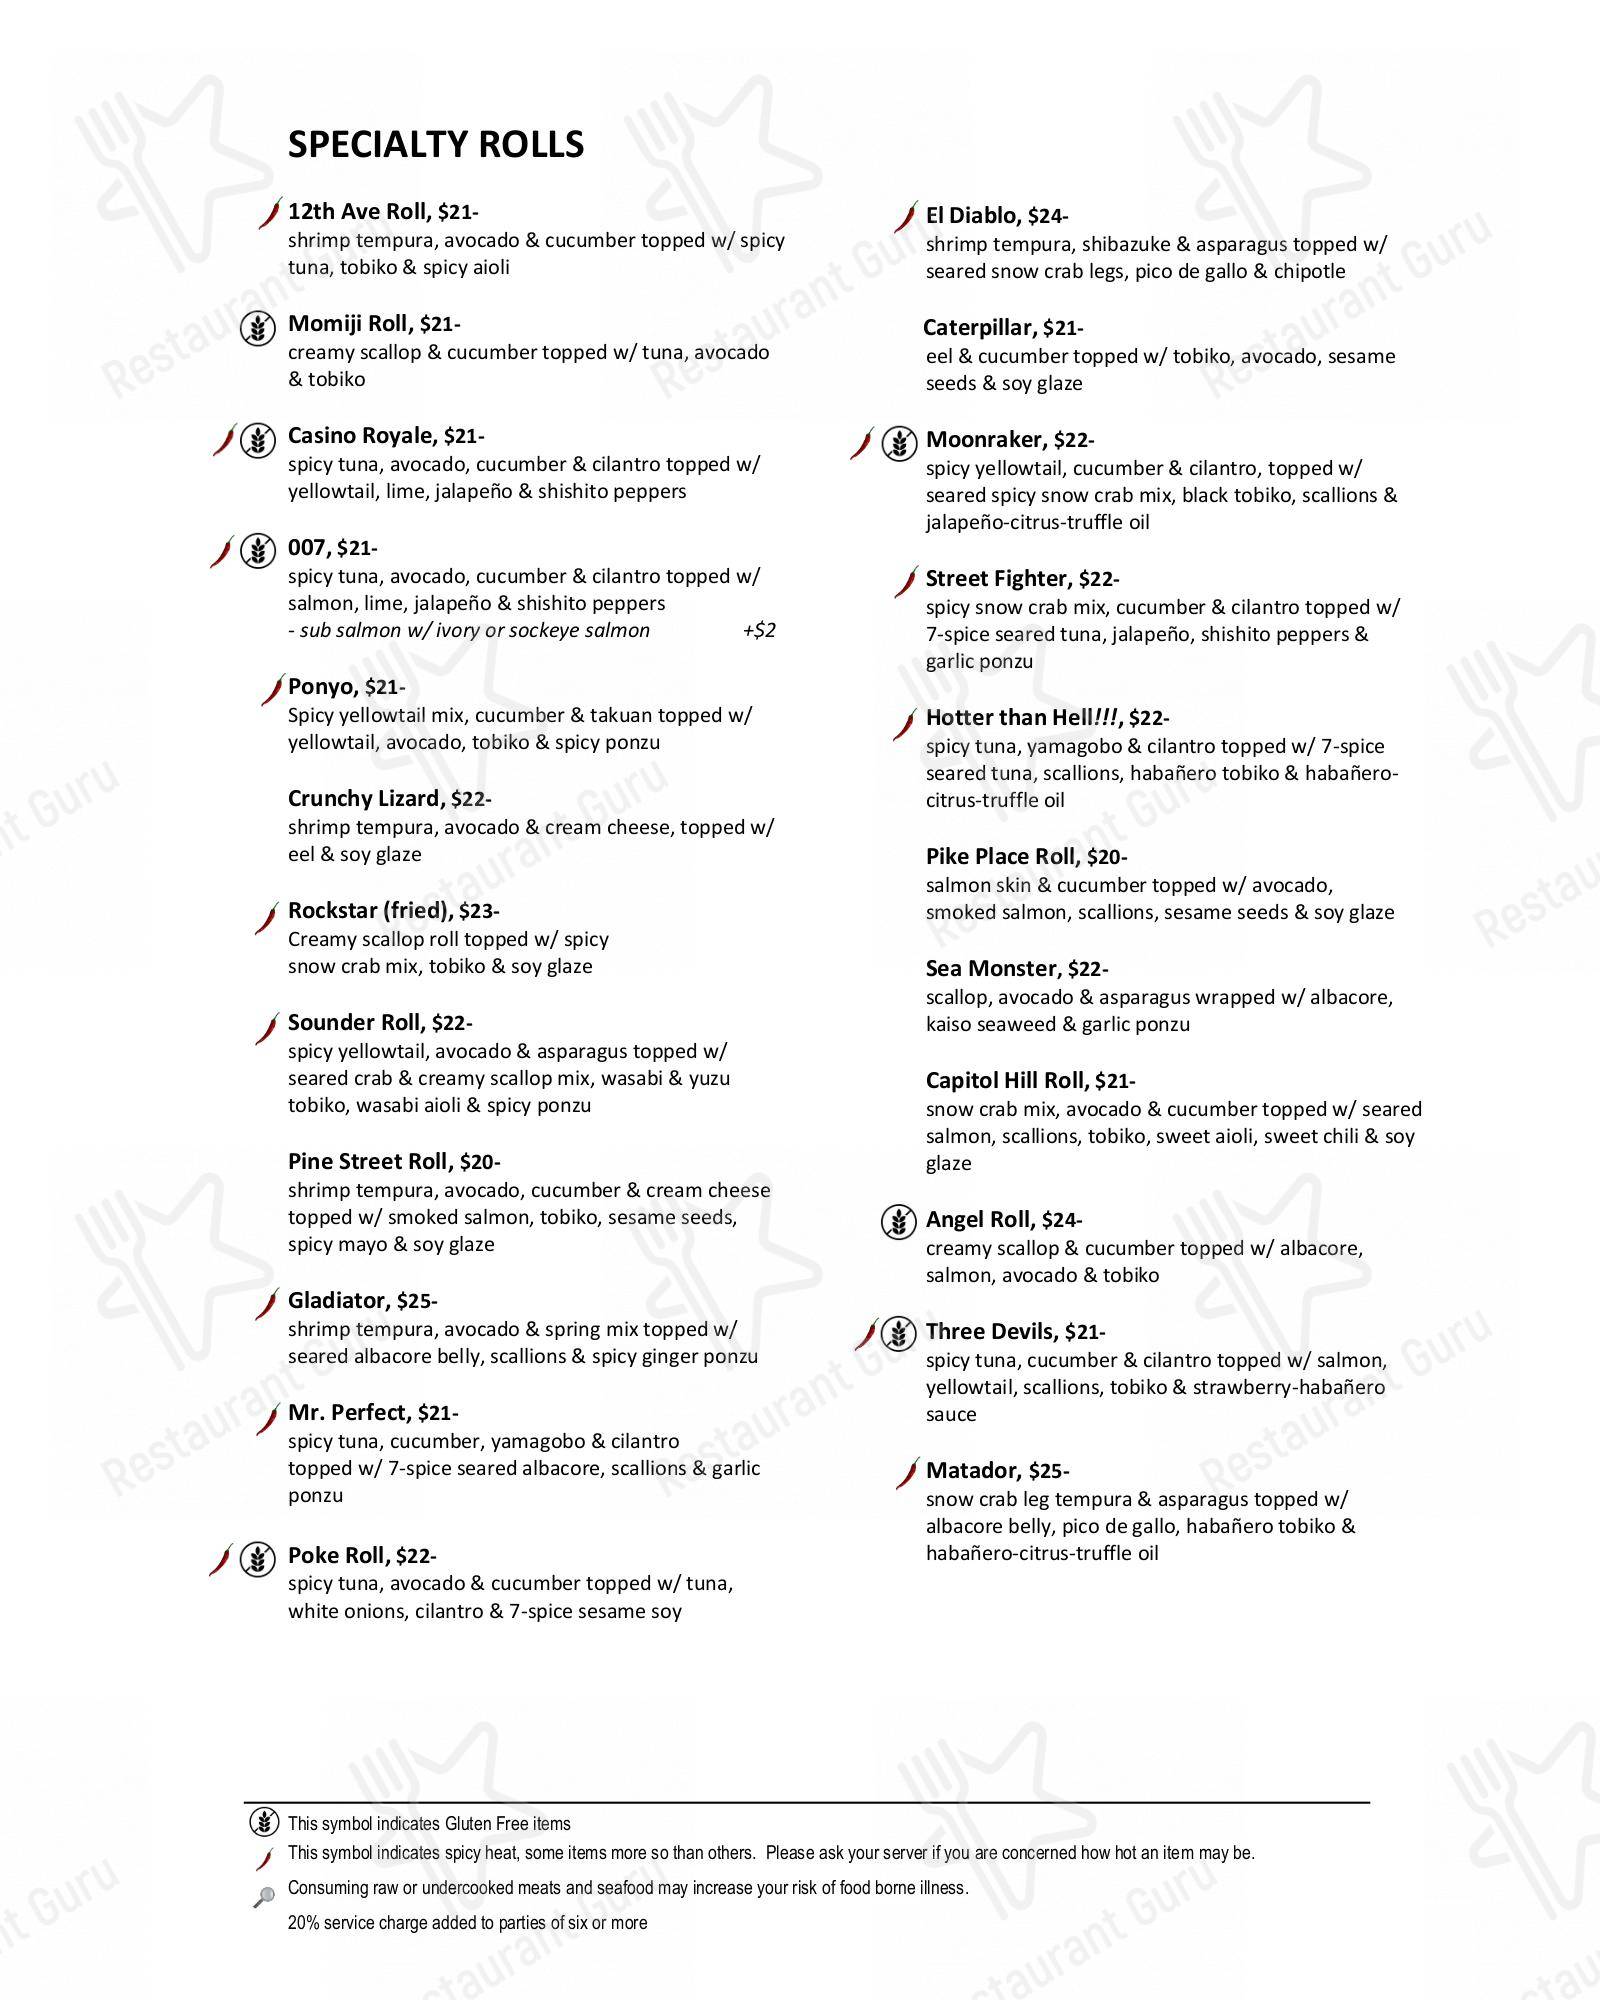 SPECIALTY ROLLS
12th Ave Roll, $21-
shrimp tempura, avocado & cucumber topped w/ spicy
tuna, tobiko & spicy aioli
Momiji Roll, $21-
creamy scallop & cucumber topped w/ tuna, avocado
& tobiko
Casino Royale, $21-
spicy tuna, avocado, cucumber & cilantro topped w/
yellowtail, lime, jalapeño & shishito peppers
007, $21-
spicy tuna, avocado, cucumber & cilantro topped w/
salmon, lime, jalapeño & shishito peppers
- sub salmon w/ ivory or sockeye salmon +$2
Ponyo, $21-
Spicy yellowtail mix, cucumber & takuan topped w/
yellowtail, avocado, tobiko & spicy ponzu
Crunchy Lizard, $22-
shrimp tempura, avocado & cream cheese, topped w/
eel & soy glaze
Rockstar (fried), $23-
Creamy scallop roll topped w/ spicy
snow crab mix, tobiko & soy glaze
Sounder Roll, $22-
spicy yellowtail, avocado & asparagus topped w/
seared crab & creamy scallop mix, wasabi & yuzu
tobiko, wasabi aioli & spicy ponzu
Pine Street Roll, $20-
shrimp tempura, avocado, cucumber & cream cheese
topped w/ smoked salmon, tobiko, sesame seeds,
spicy mayo & soy glaze
Gladiator, $25-
shrimp tempura, avocado & spring mix topped w/
seared albacore belly, scallions & spicy ginger ponzu
Mr. Perfect, $21-
spicy tuna, cucumber, yamagobo & cilantro
topped w/ 7-spice seared albacore, scallions & garlic
ponzu
Poke Roll, $22-
spicy tuna, avocado & cucumber topped w/ tuna,
white onions, cilantro & 7-spice sesame soy
El Diablo, $24-
shrimp tempura, shibazuke & asparagus topped w/
seared snow crab legs, pico de gallo & chipotle
Caterpillar, $21-
eel & cucumber topped w/ tobiko, avocado, sesame
seeds & soy glaze
Moonraker, $22-
spicy yellowtail, cucumber & cilantro, topped w/
seared spicy snow crab mix, black tobiko, scallions &
jalapeño-citrus-truffle oil
Street Fighter, $22-
spicy snow crab mix, cucumber & cilantro topped w/
7-spice seared tuna, jalapeño, shishito peppers &
garlic ponzu
Hotter than Hell!!!, $22-
spicy tuna, yamagobo & cilantro topped w/ 7-spice
seared tuna, scallions, habañero tobiko & habañero-
citrus-truffle oil
Pike Place Roll, $20-
salmon skin & cucumber topped w/ avocado,
smoked salmon, scallions, sesame seeds & soy glaze
Sea Monster, $22-
scallop, avocado & asparagus wrapped w/ albacore,
kaiso seaweed & garlic ponzu
Capitol Hill Roll, $21-
snow crab mix, avocado & cucumber topped w/ seared
salmon, scallions, tobiko, sweet aioli, sweet chili & soy
glaze
Angel Roll, $24-
creamy scallop & cucumber topped w/ albacore,
salmon, avocado & tobiko
Three Devils, $21-
spicy tuna, cucumber & cilantro topped w/ salmon,
yellowtail, scallions, tobiko & strawberry-habañero
sauce
Matador, $25-
snow crab leg tempura & asparagus topped w/
albacore belly, pico de gallo, habañero tobiko &
habañero-citrus-truffle oil
This symbol indicates Gluten Free items
This symbol indicates spicy heat, some items more so than others. Please ask your server if you are concerned how hot an item may be.
Consuming raw or undercooked meats and seafood may increase your risk of food borne illness.
20% service charge added to parties of six or more
Restaurant Guru